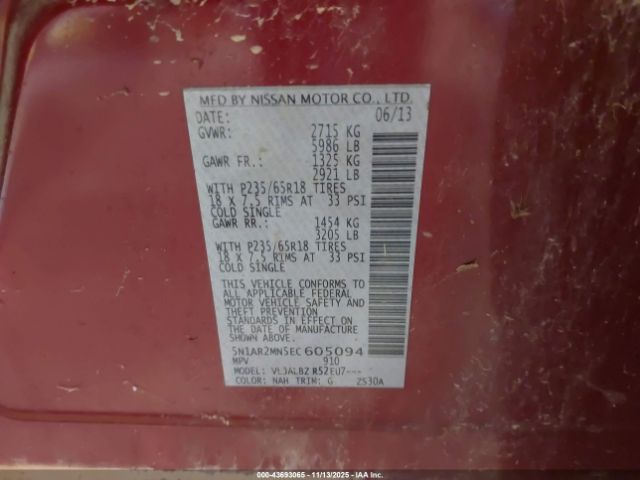 MFD BY NISSAN MOTOR CO., LTD.
DATE: 06/13
GVWR: 2715 KG
5986 LB
GAWR FR.: 1325 KG
2921 LB
WITH P235/65R18 TIRES
18 X 7.5 RIMS AT 33 PSI
COLD SINGLE
GAWR RR.: 1454 KG
3205 LB
WITH P235/65R18 TIRES
18 X 7.5 RIMS AT 33 PSI
COLD SINGLE
THIS VEHICLE CONFORMS TO
ALL APPLICABLE FEDERAL
MOTOR VEHICLE SAFETY AND
THEFT PREVENTION
STANDARDS IN EFFECT ON
THE DATE OF MANUFACTURE
SHOWN ABOVE.
5N1AR2MN5EC605094
MPV 910
MODEL: VLJALBZ R52EU7---
COLOR: NAH TRIM: G ZS30A
000-43693065 - 11/13/2025 - IAA Inc.